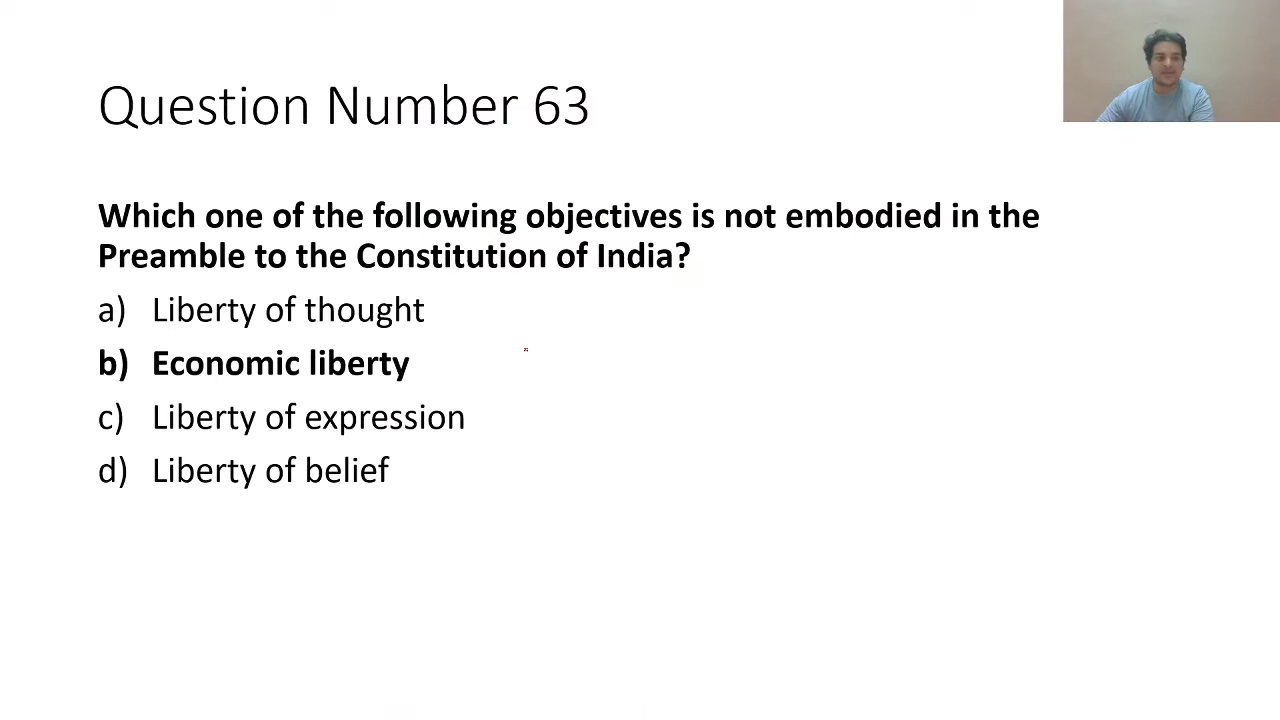 Question Number 63
Which one of the following objectives is not embodied in the
Preamble to the Constitution of India?
a) Liberty of thought
b) Economic liberty
c) Liberty of expression
d) Liberty of belief